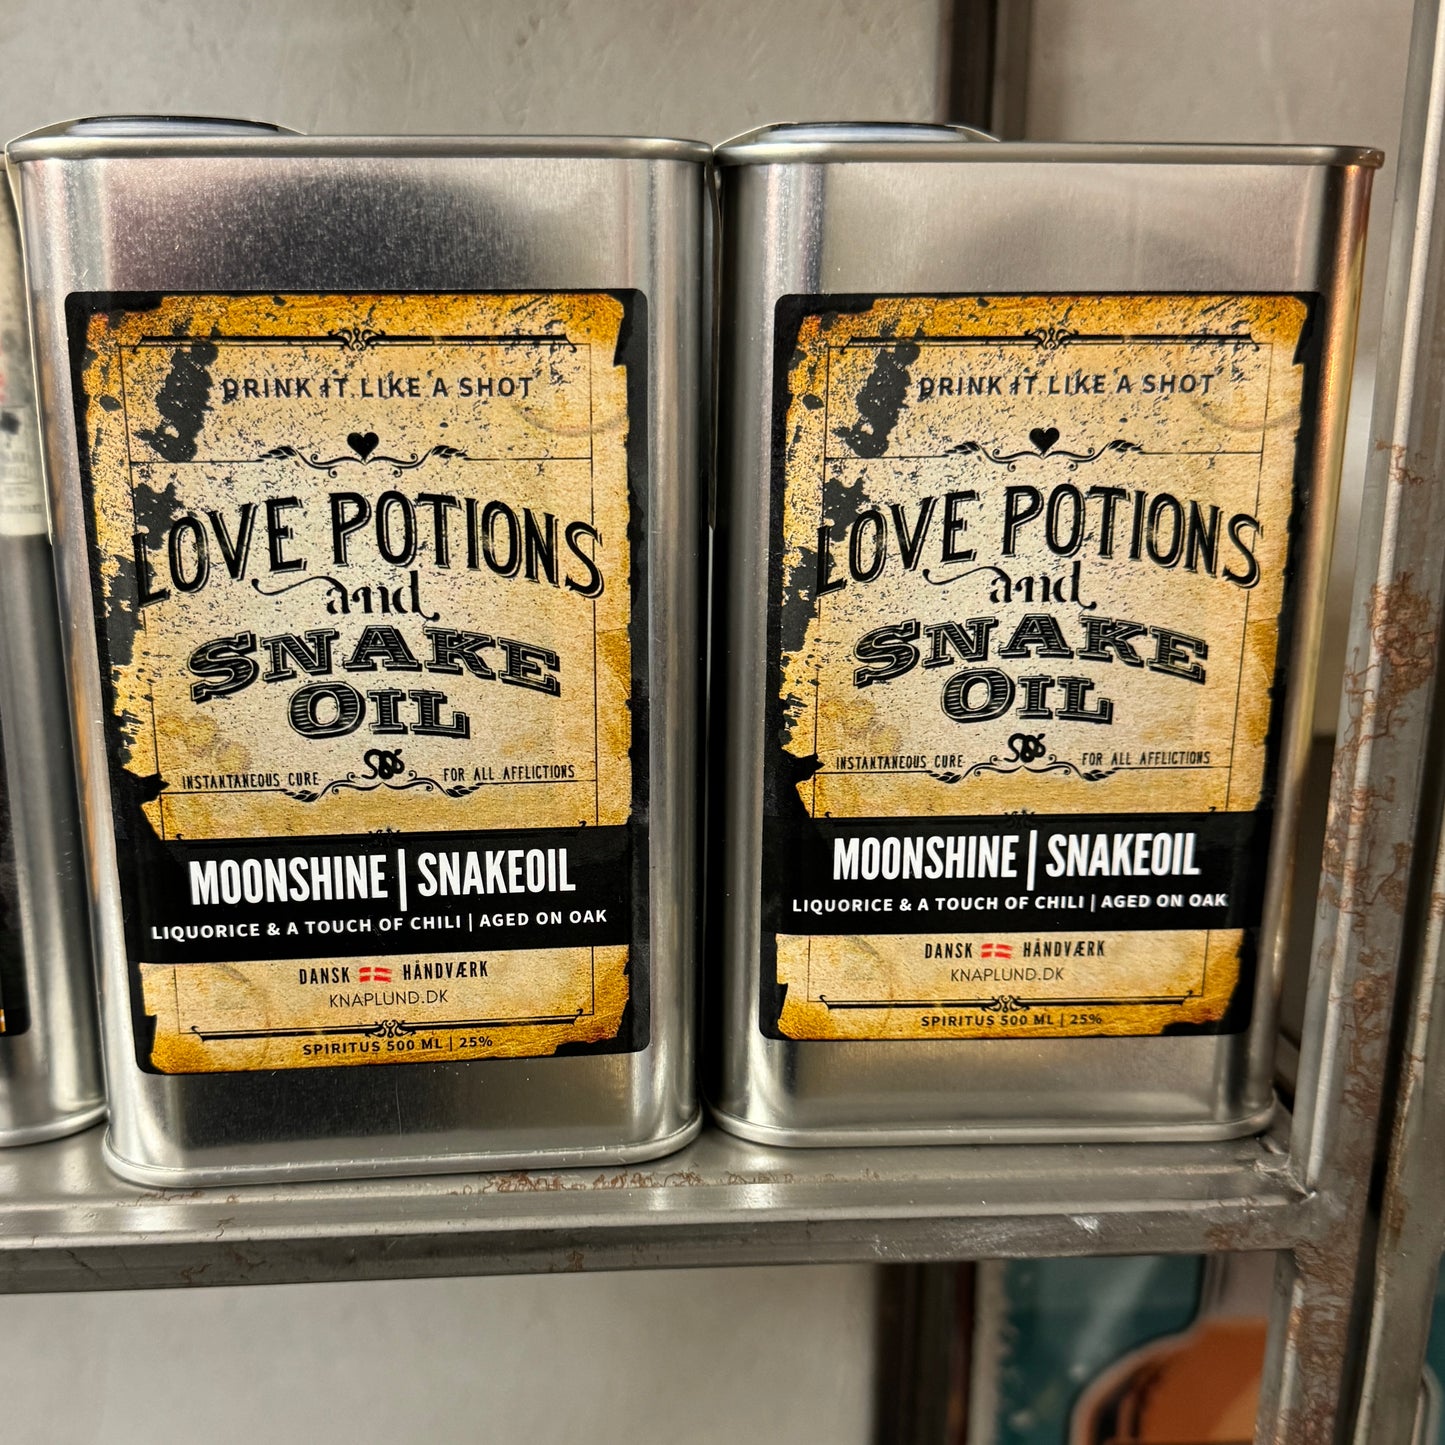 DRINK IT LIKE A SHOT
LOVE POTIONS
and
SNAKE
OIL
INSTANTANEOUS CURE FOR ALL AFFLICTIONS
MOONSHINE | SNAKEOIL
LIQUORICE & A TOUCH OF CHILI | AGED ON OAK
DANSK HÅNDVÆRK
KNAPLUND.DK
SPIRITUS 500 ML | 25%
DRINK IT LIKE A SHOT
LOVE POTIONS
and
SNAKE
OIL
INSTANTANEOUS CURE FOR ALL AFFLICTIONS
MOONSHINE | SNAKEOIL
LIQUORICE & A TOUCH OF CHILI | AGED ON OAK
DANSK HÅNDVÆRK
KNAPLUND.DK
SPIRITUS 500 ML | 25%